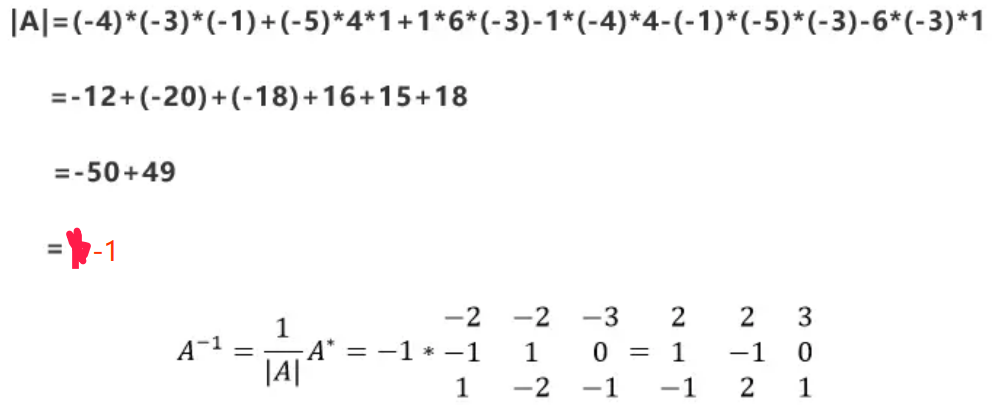 |A|=(-4)*(-3)*(-1)+(-5)*4*1+1*6*(-3)-1*(-4)*4-(-1)*(-5)*(-3)-6*(-3)*1
=-12+(-20)+(-18)+16+15+18
=-50+49
= -1
−2 −2 −3 2 2 3
A⁻¹ = 1/|A| A* = −1 * −1 1 0 = 1 −1 0
1 −2 −1 −1 2 1